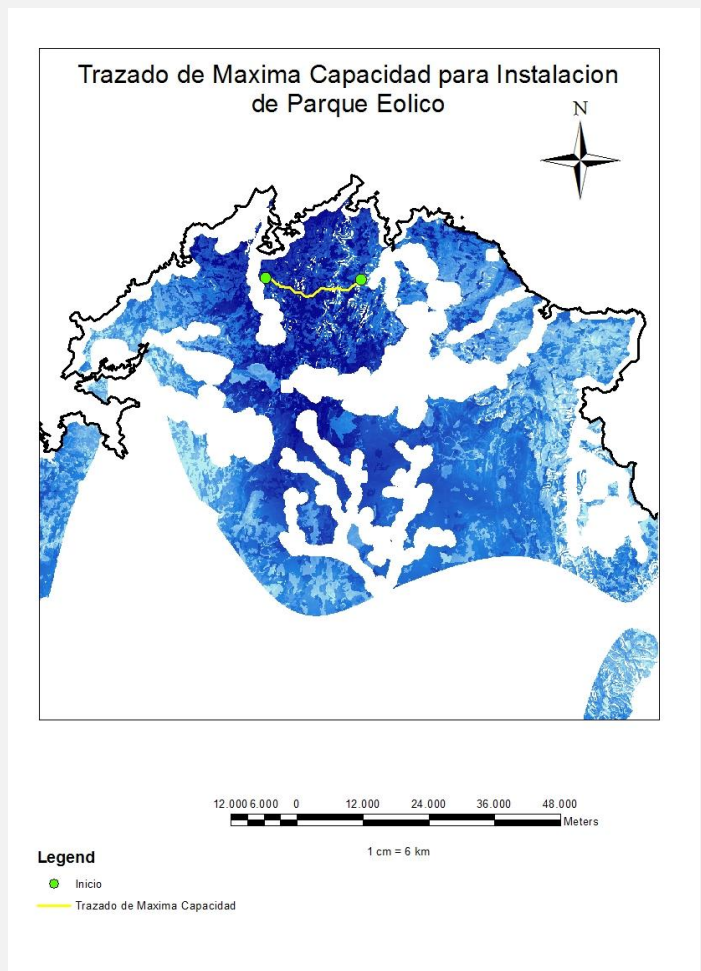 Trazado de Maxima Capacidad para Instalacion
de Parque Eolico
N
12.000 6.000 0 12.000 24.000 36.000 48.000
Meters
1 cm = 6 km
Legend
Inicio
Trazado de Maxima Capacidad